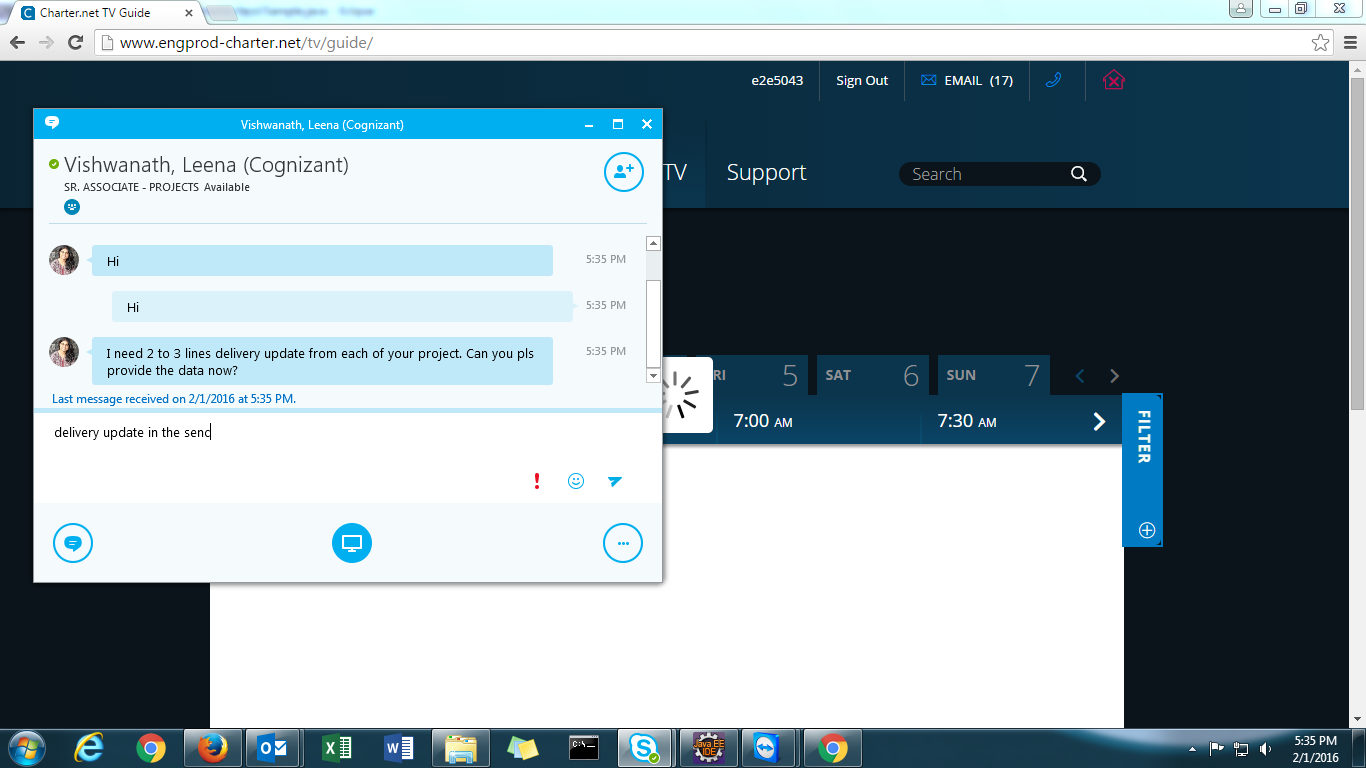 Charter.net TV Guide
www.engprod-charter.net/tv/guide/
e2e5043
Sign Out
EMAIL (17)
TV
Support
Search
Vishwanath, Leena (Cognizant)
Vishwanath, Leena (Cognizant)
SR. ASSOCIATE - PROJECTS Available
Hi
5:35 PM
Hi
5:35 PM
I need 2 to 3 lines delivery update from each of your project. Can you pls
provide the data now?
5:35 PM
Last message received on 2/1/2016 at 5:35 PM.
delivery update in the senc
RI 5
SAT 6
SUN 7
7:00 AM
7:30 AM
FILTER
Java EE
IDE
5:35 PM
2/1/2016